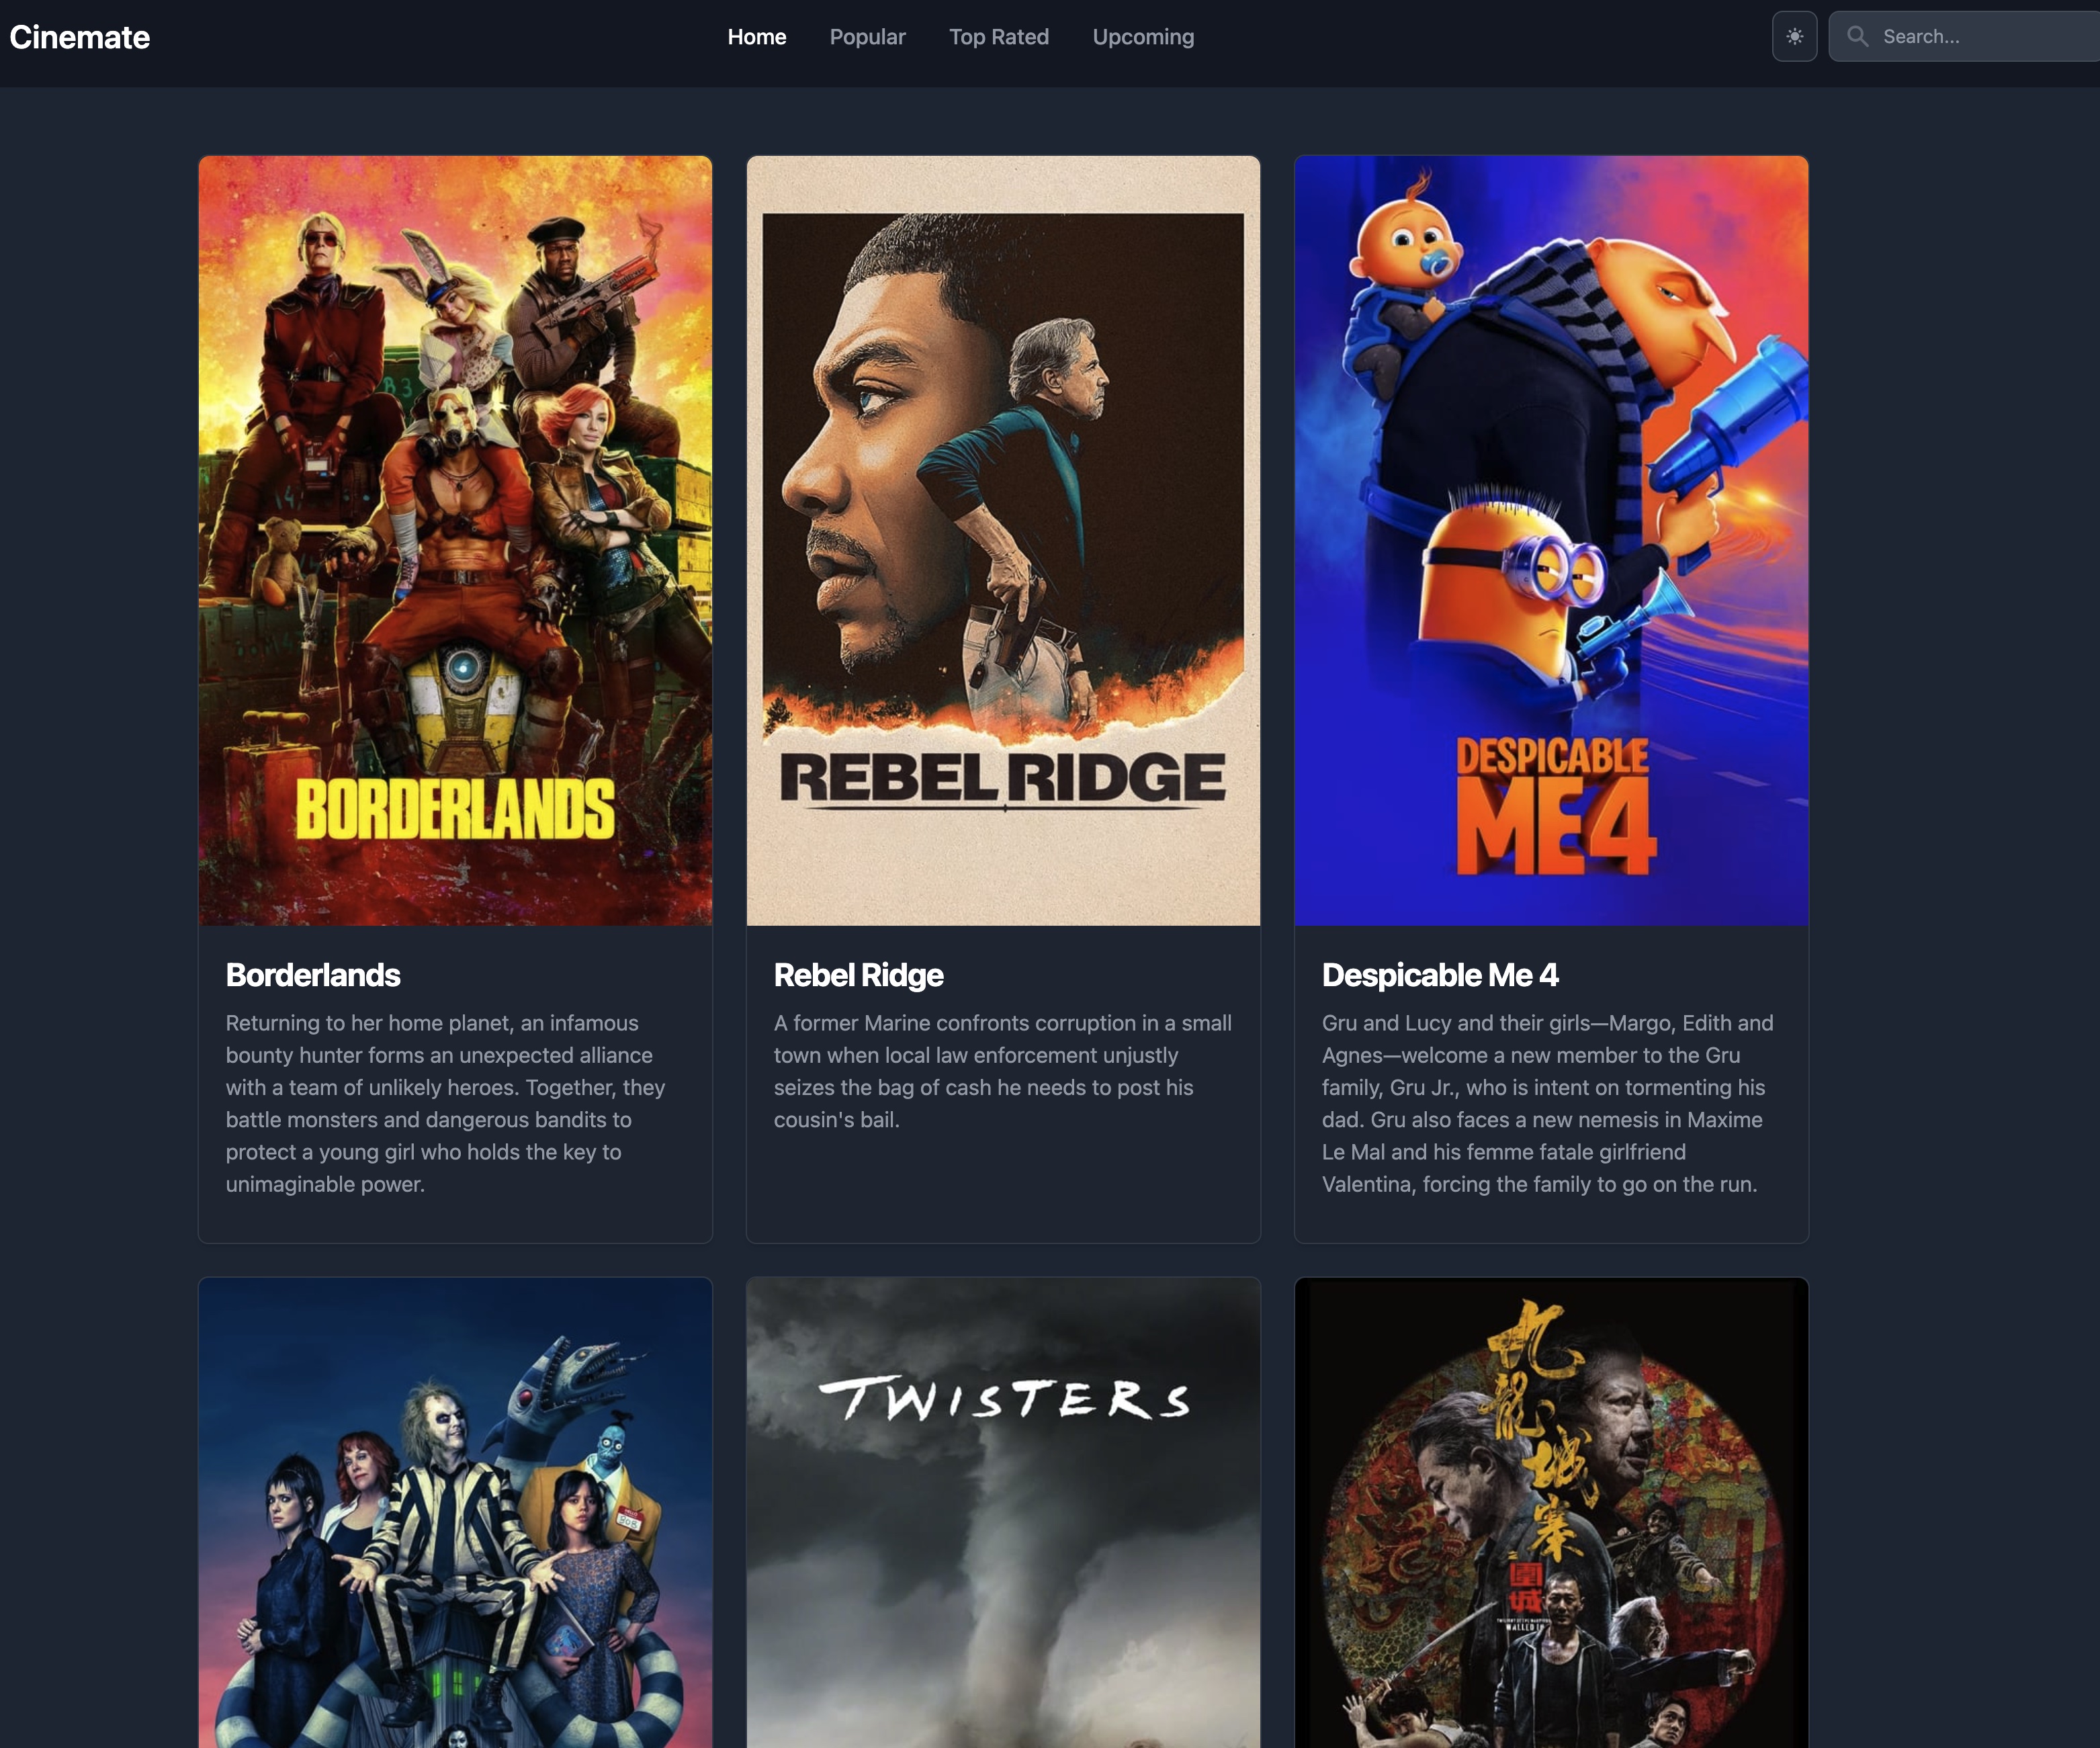 Cinemate
Home
Popular
Top Rated
Upcoming
Search...
B3
BORDERLANDS
REBEL RIDGE
DESPICABLE
ME 4
Borderlands
Returning to her home planet, an infamous
bounty hunter forms an unexpected alliance
with a team of unlikely heroes. Together, they
battle monsters and dangerous bandits to
protect a young girl who holds the key to
unimaginable power.
Rebel Ridge
A former Marine confronts corruption in a small
town when local law enforcement unjustly
seizes the bag of cash he needs to post his
cousin's bail.
Despicable Me 4
Gru and Lucy and their girls—Margo, Edith and
Agnes—welcome a new member to the Gru
family, Gru Jr., who is intent on tormenting his
dad. Gru also faces a new nemesis in Maxime
Le Mal and his femme fatale girlfriend
Valentina, forcing the family to go on the run.
BOB
TWISTERS
九龍城寨
圍城